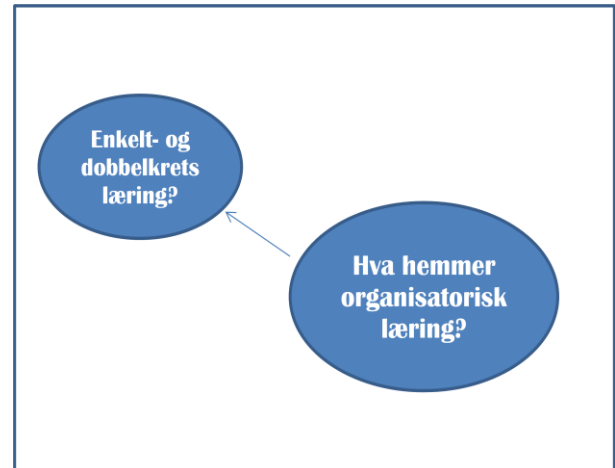 Enkelt- og
dobbelkrets
læring?
Hva hemmer
organisatorisk
læring?